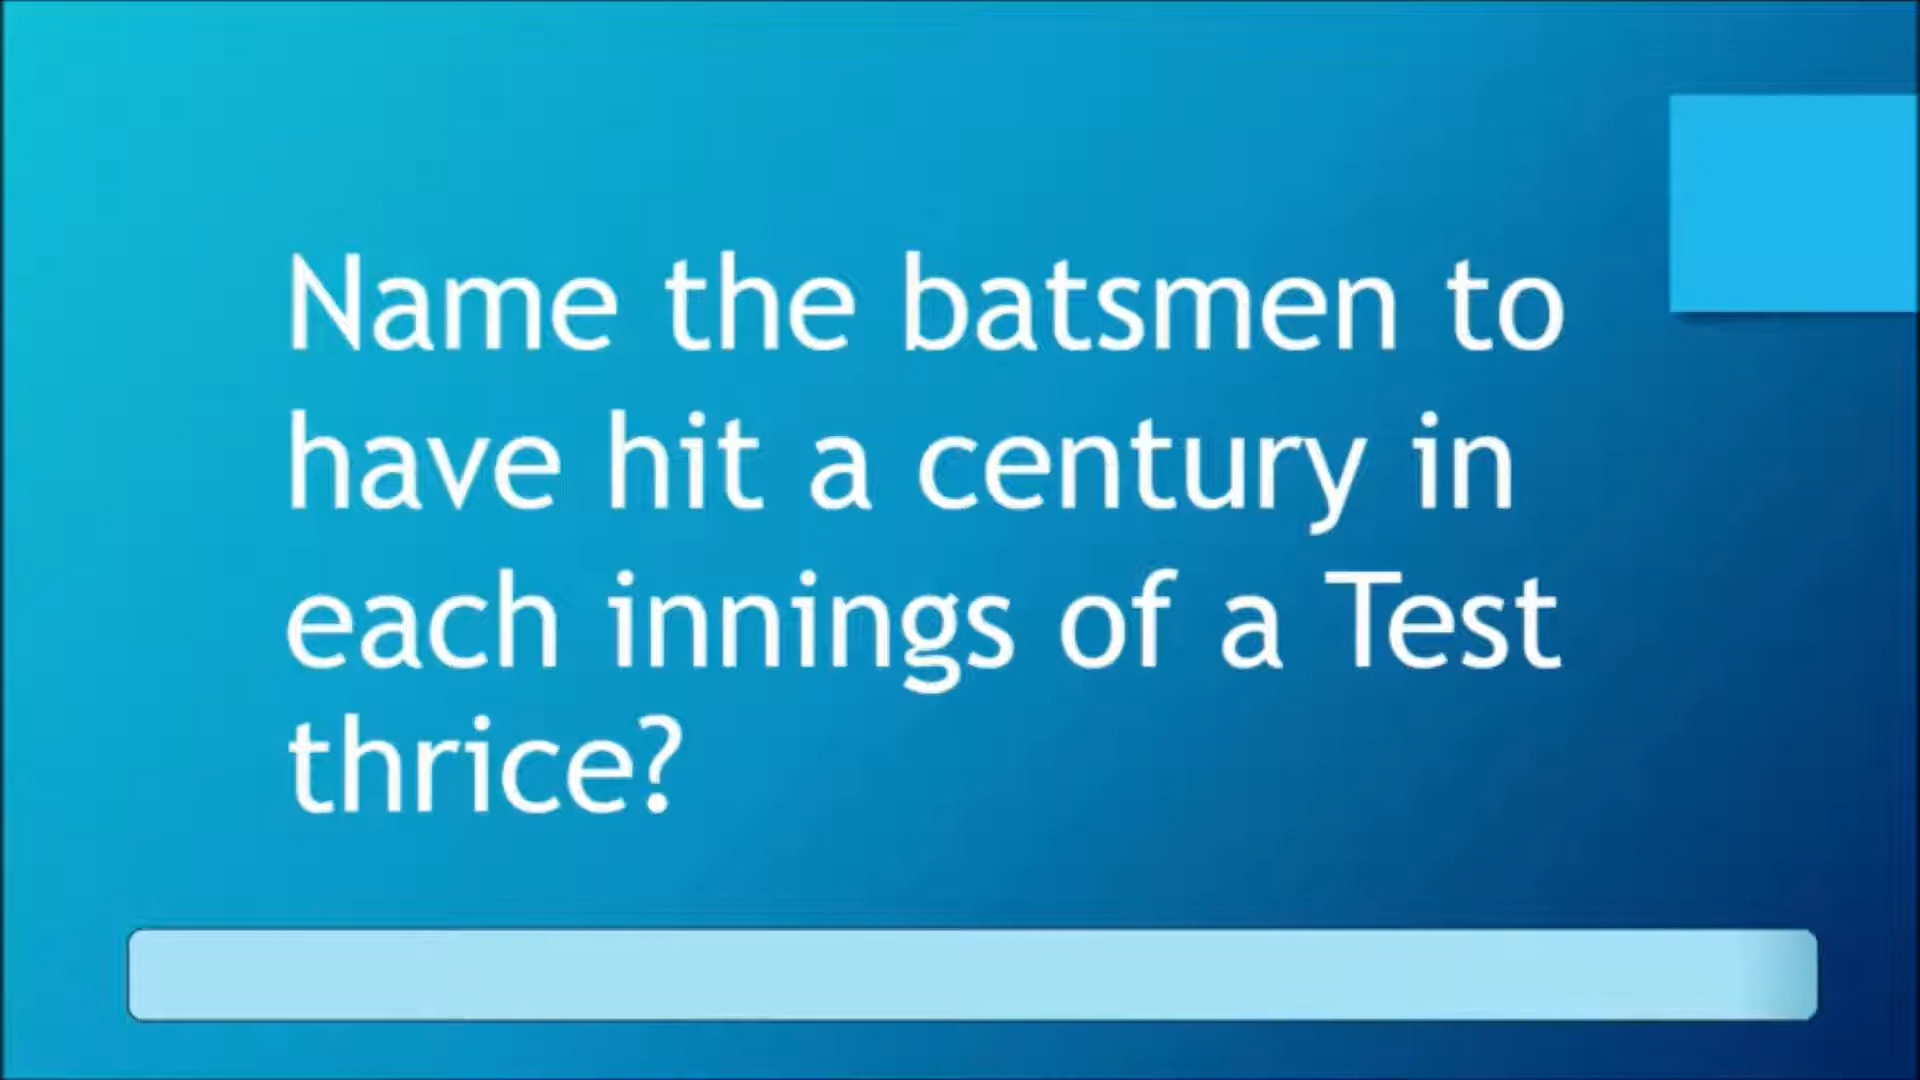 Name the batsmen to
have hit a century in
each innings of a Test
thrice?